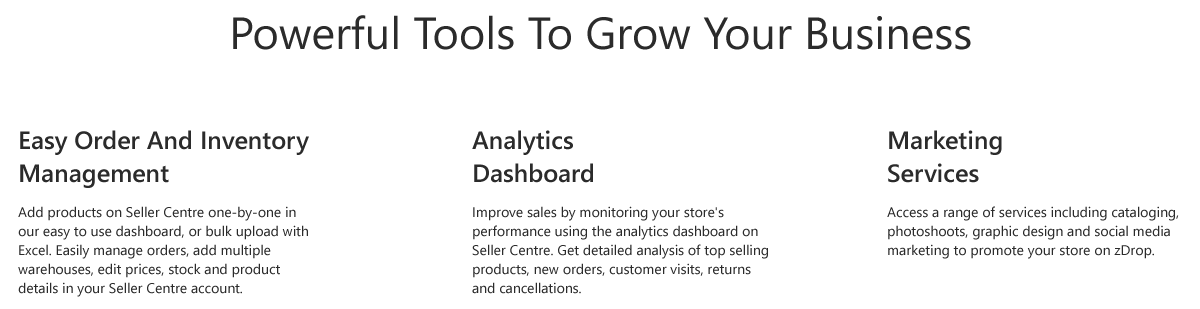 Powerful Tools To Grow Your Business
Easy Order And Inventory
Management
Add products on Seller Centre one-by-one in
our easy to use dashboard, or bulk upload with
Excel. Easily manage orders, add multiple
warehouses, edit prices, stock and product
details in your Seller Centre account.
Analytics
Dashboard
Improve sales by monitoring your store's
performance using the analytics dashboard on
Seller Centre. Get detailed analysis of top selling
products, new orders, customer visits, returns
and cancellations.
Marketing
Services
Access a range of services including cataloging,
photoshoots, graphic design and social media
marketing to promote your store on zDrop.